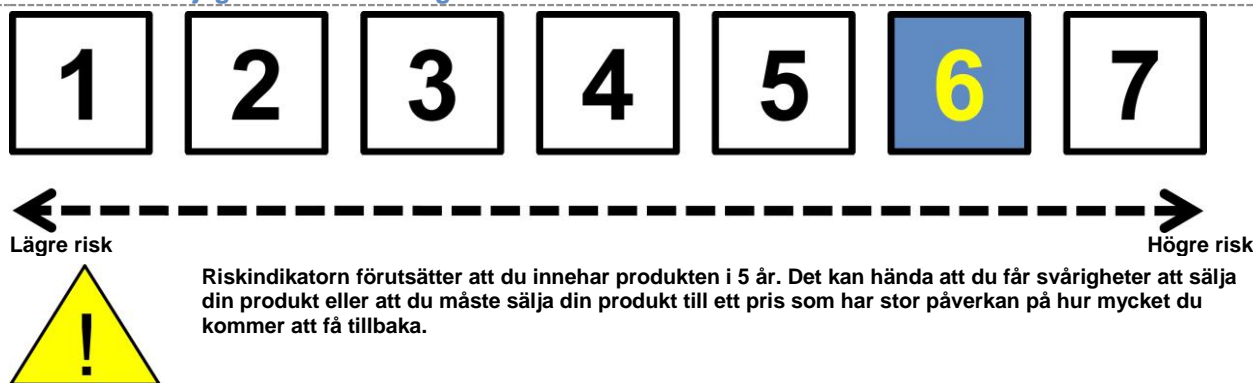 1 2 3 4 5 6 7
Lägre risk Högre risk
Riskindikatorn förutsätter att du innehar produkten i 5 år. Det kan hända att du får svårigheter att sälja
din produkt eller att du måste sälja din produkt till ett pris som har stor påverkan på hur mycket du
kommer att få tillbaka.
!